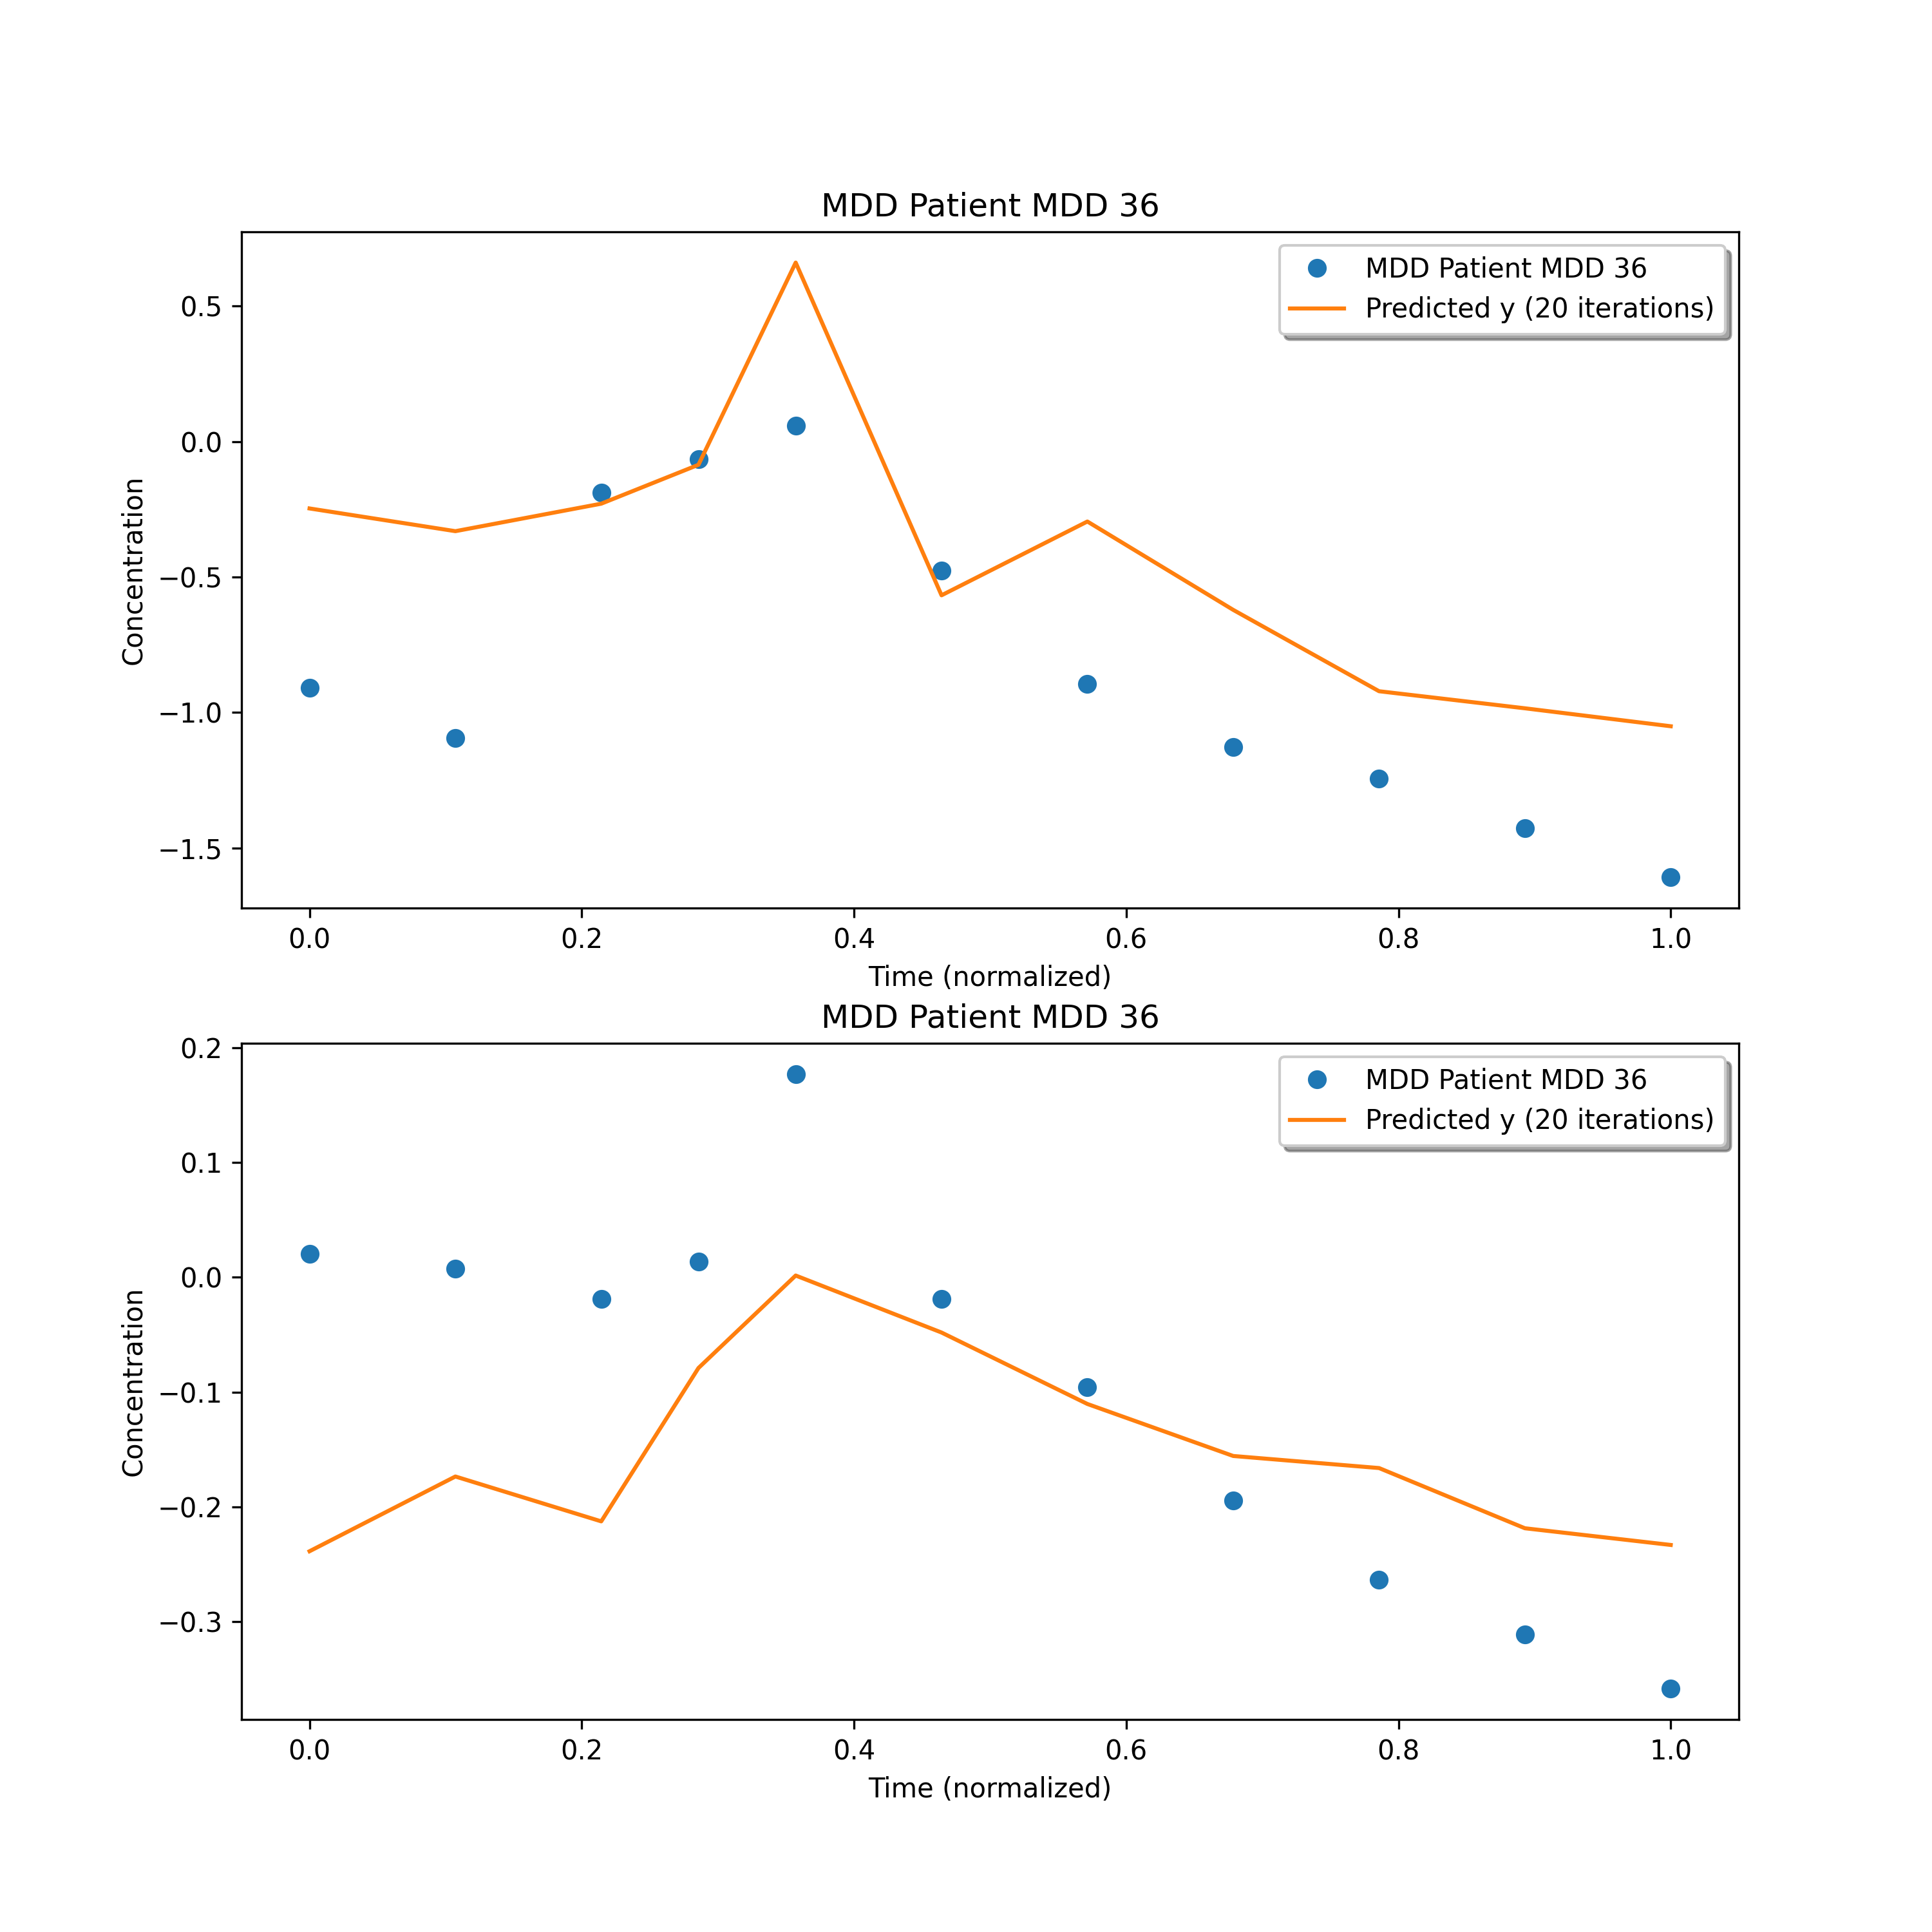 MDD Patient MDD 36
MDD Patient MDD 36
Predicted y (20 iterations)
0.5
0.0
−0.5
−1.0
−1.5
Concentration
0.0 0.2 0.4 0.6 0.8 1.0
Time (normalized)
MDD Patient MDD 36
MDD Patient MDD 36
Predicted y (20 iterations)
0.2
0.1
0.0
−0.1
−0.2
−0.3
Concentration
0.0 0.2 0.4 0.6 0.8 1.0
Time (normalized)